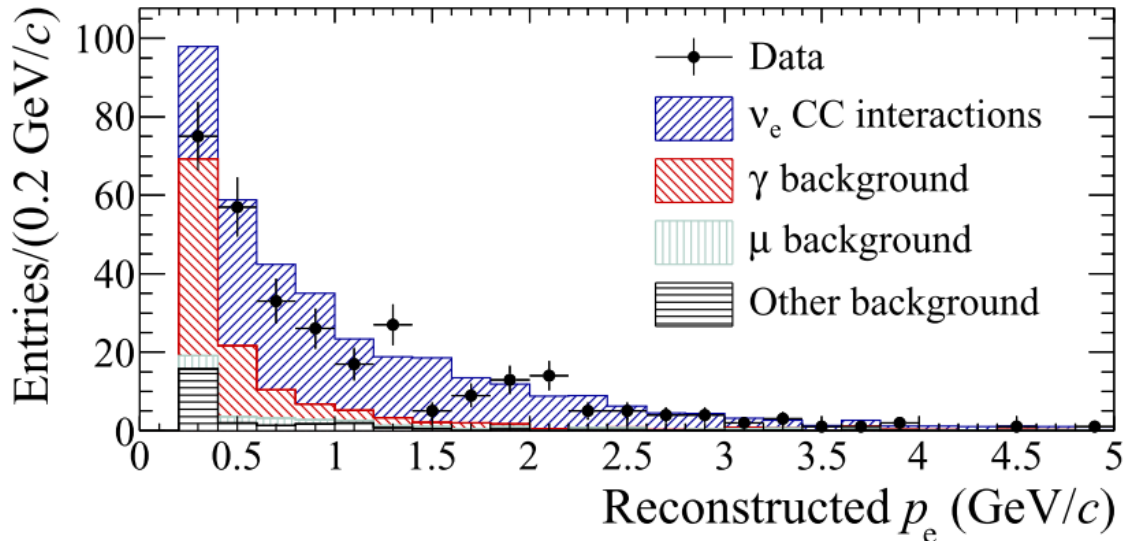 Entries/(0.2 GeV/c)
100
80
60
40
20
0
Data
νₑ CC interactions
γ background
μ background
Other background
0 0.5 1 1.5 2 2.5 3 3.5 4 4.5 5
Reconstructed pₑ (GeV/c)